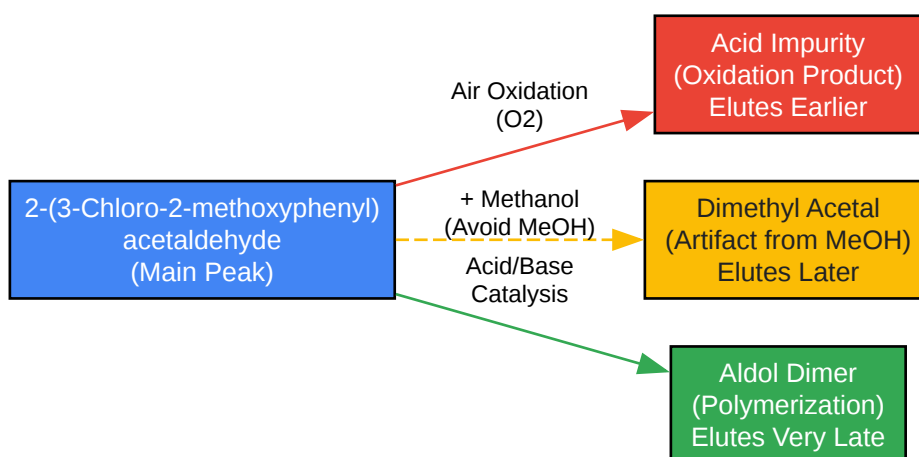 Acid Impurity
(Oxidation Product)
Elutes Earlier
Air Oxidation
(O2)
2-(3-Chloro-2-methoxyphenyl)
acetaldehyde
(Main Peak)
+ Methanol
(Avoid MeOH)
Dimethyl Acetal
(Artifact from MeOH)
Elutes Later
Acid/Base
Catalysis
Aldol Dimer
(Polymerization)
Elutes Very Late